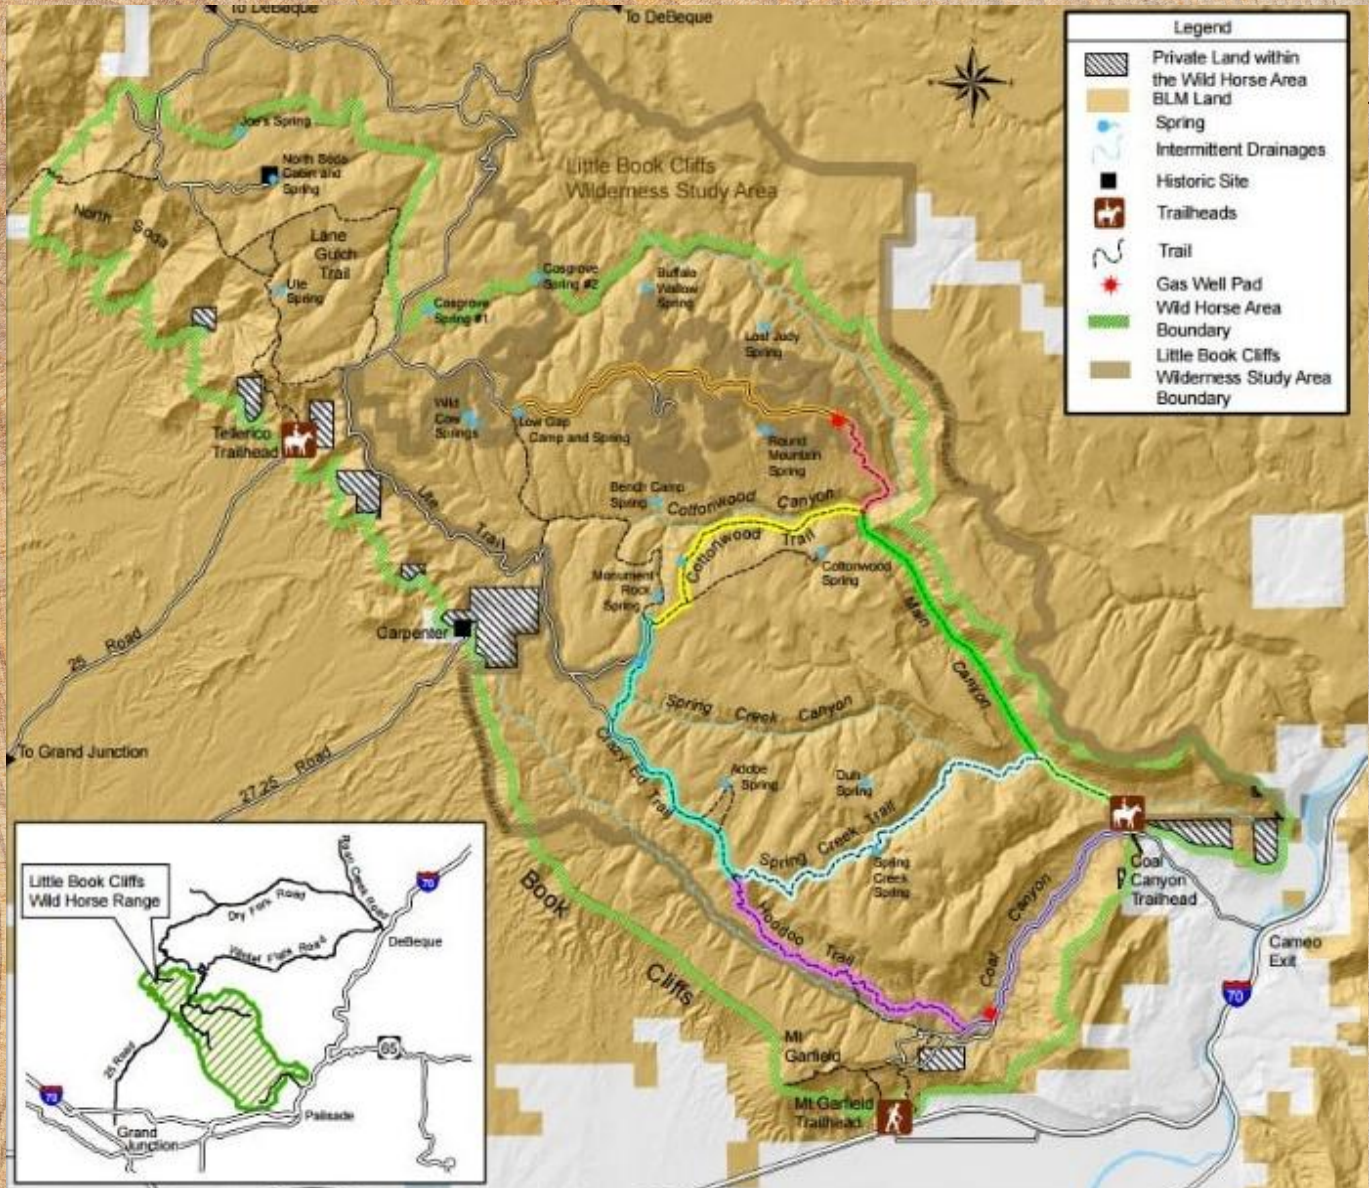 To DeBeque
To DeBeque
Legend
Private Land within
the Wild Horse Area
BLM Land
Spring
Intermittent Drainages
Historic Site
Trailheads
Trail
Gas Well Pad
Wild Horse Area
Boundary
Little Book Cliffs
Wilderness Study Area
Boundary
Joe's Spring
North Soda
Cabin and
Spring
Little Book Cliffs
Wilderness Study Area
North Soda
Lane
Gulch
Trail
Ute
Spring
Cosgrove
Spring #1
Cosgrove
Spring #2
Buffalo
Wallow
Spring
Lost Judy
Spring
Wild
Cow
Springs
Low Gap
Camp and Spring
Round
Mountain
Spring
Tellerico
Trailhead
Bench Camp
Spring
Cottonwood Canyon
Ute Trail
Cottonwood Trail
Cottonwood
Spring
Monument
Rock
Spring
Main Canyon
Carpenter
25 Road
To Grand Junction
27.25 Road
Spring Creek Canyon
Crazy Ed Trail
Adobe
Spring
Duh
Spring
Spring Creek Trail
Spring
Creek
Spring
Coal
Canyon
Trailhead
Hoodoo Trail
Coal Canyon
Book Cliffs
Cameo
Exit
70
Mt
Garfield
Mt Garfield
Trailhead
Little Book Cliffs
Wild Horse Range
Dry Fork Road
Roan Creek Road
70
DeBeque
Winter Flats Road
25 Road
65
70
Palisade
Grand
Junction